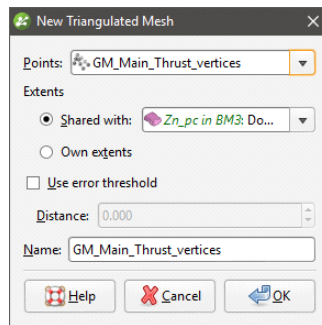 New Triangulated Mesh
Points: GM_Main_Thrust_vertices
Extents
Shared with: Zn_pc in BM3: Do...
Own extents
Use error threshold
Distance: 0.000
Name: GM_Main_Thrust_vertices
Help Cancel OK